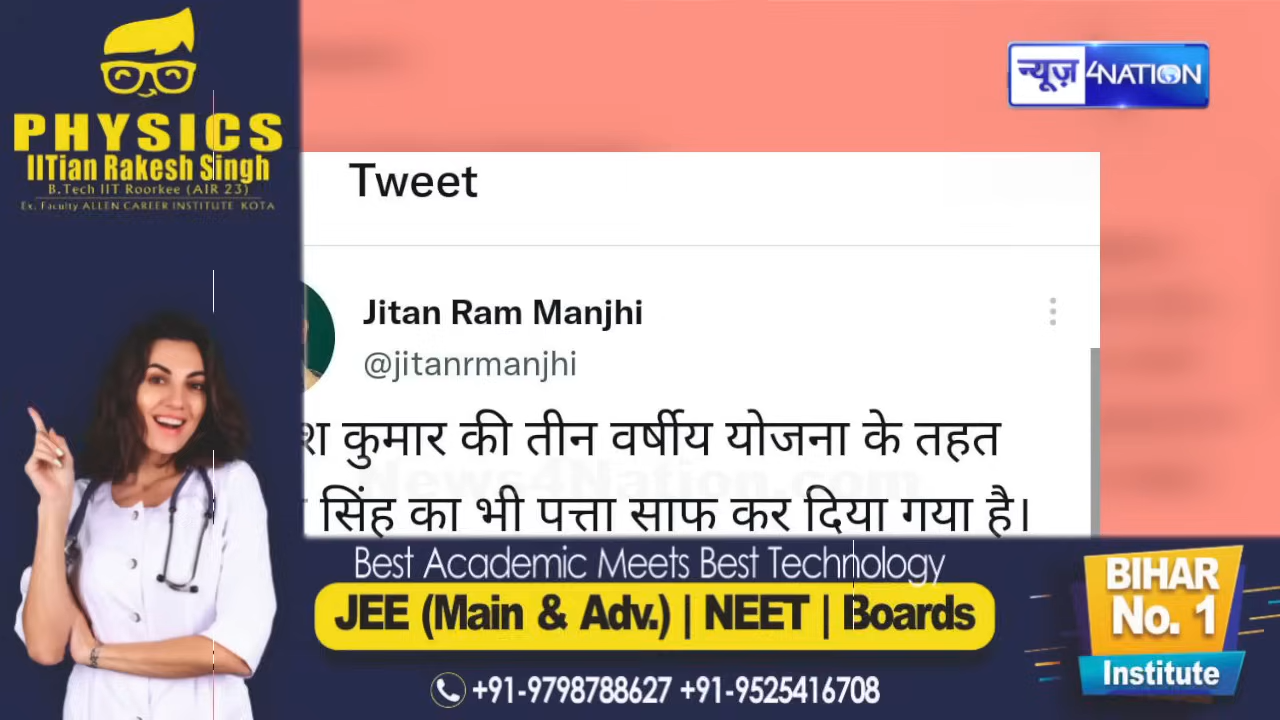 न्यूज़ 4NATION
PHYSICS
IITian Rakesh Singh
B.Tech IIT Roorkee (AIR 23)
Ex. Faculty ALLEN CAREER INSTITUTE KOTA
Tweet
Jitan Ram Manjhi
@jitanrmanjhi
श कुमार की तीन वर्षीय योजना के तहत
News4Nation.com
सिंह का भी पत्ता साफ कर दिया गया है।
Best Academic Meets Best Technology
JEE (Main & Adv.) | NEET | Boards
+91-9798788627 +91-9525416708
BIHAR
No. 1
Institute